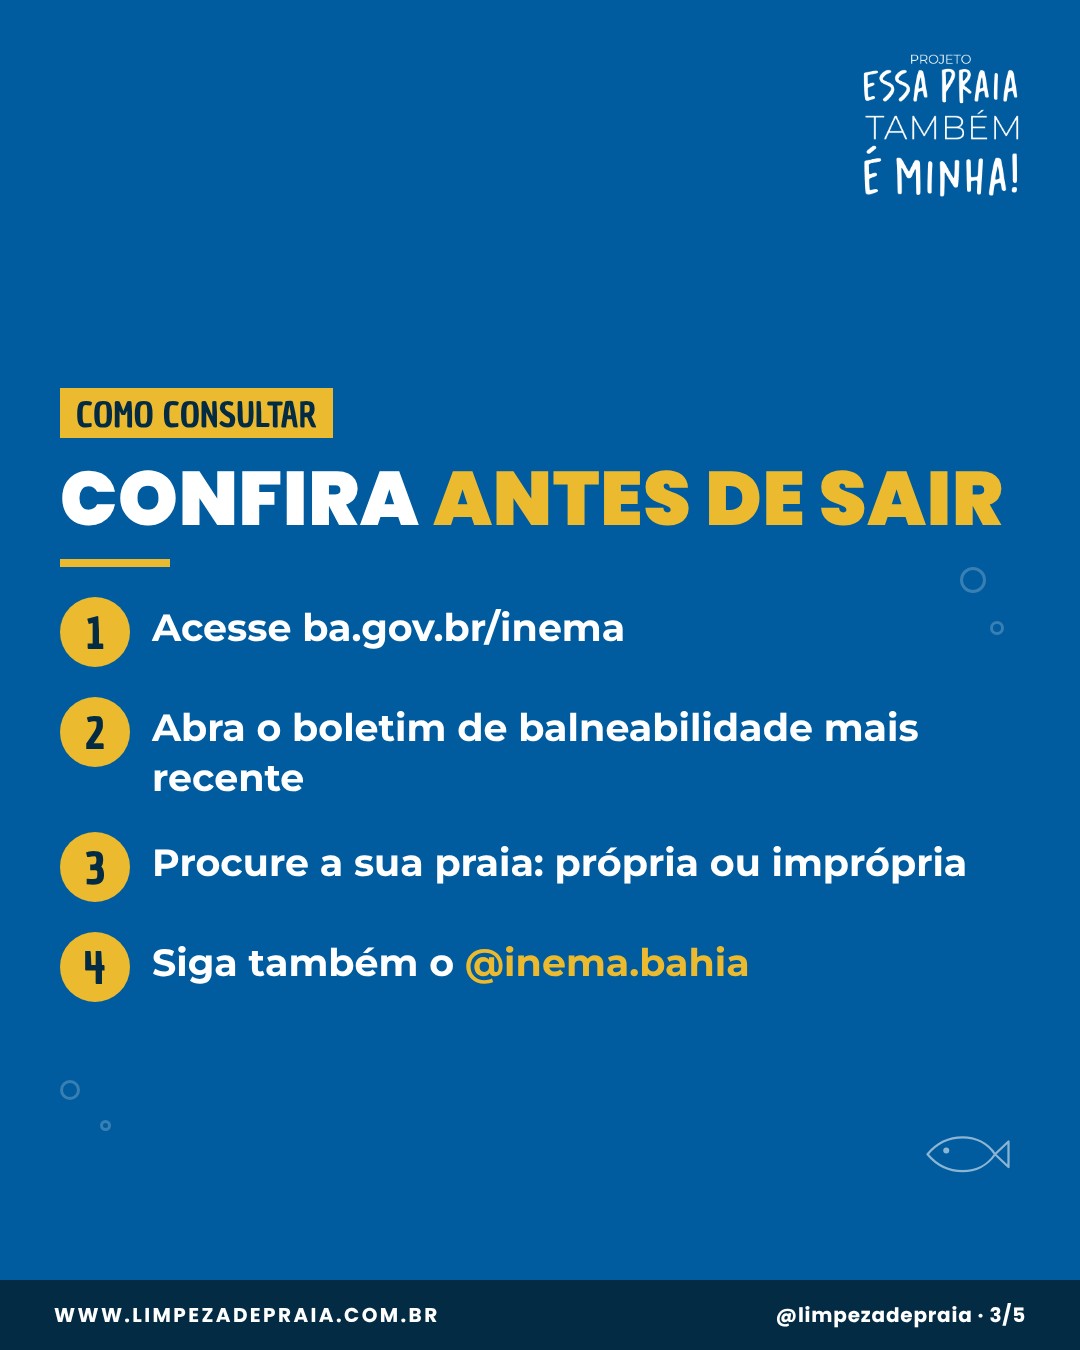 PROJETO
ESSA PRAIA
TAMBÉM
É MINHA!
COMO CONSULTAR
CONFIRA ANTES DE SAIR
1 Acesse ba.gov.br/inema
2 Abra o boletim de balneabilidade mais
recente
3 Procure a sua praia: própria ou imprópria
4 Siga também o @inema.bahia
WWW.LIMPEZADEPRAIA.COM.BR
@limpezadepraia · 3/5